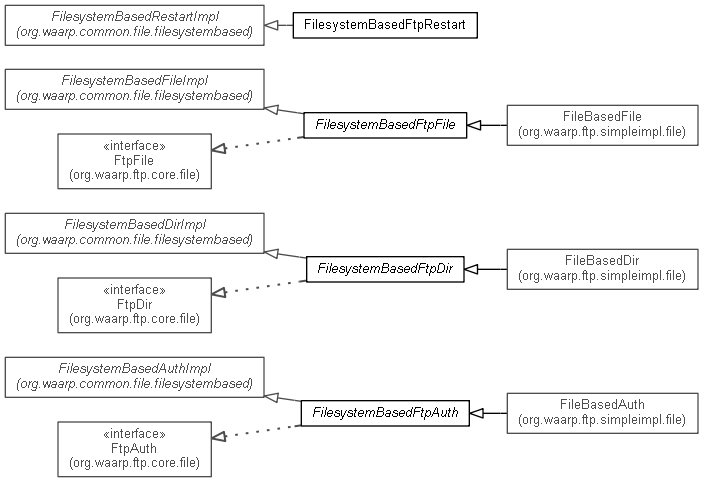 FilesystemBasedRestartImpl
(org.waarp.common.file.filesystembased)
FilesystemBasedFtpRestart
FilesystemBasedFileImpl
(org.waarp.common.file.filesystembased)
FilesystemBasedFtpFile
FileBasedFile
(org.waarp.ftp.simpleimpl.file)
«interface»
FtpFile
(org.waarp.ftp.core.file)
FilesystemBasedDirImpl
(org.waarp.common.file.filesystembased)
FilesystemBasedFtpDir
FileBasedDir
(org.waarp.ftp.simpleimpl.file)
«interface»
FtpDir
(org.waarp.ftp.core.file)
FilesystemBasedAuthImpl
(org.waarp.common.file.filesystembased)
FilesystemBasedFtpAuth
FileBasedAuth
(org.waarp.ftp.simpleimpl.file)
«interface»
FtpAuth
(org.waarp.ftp.core.file)